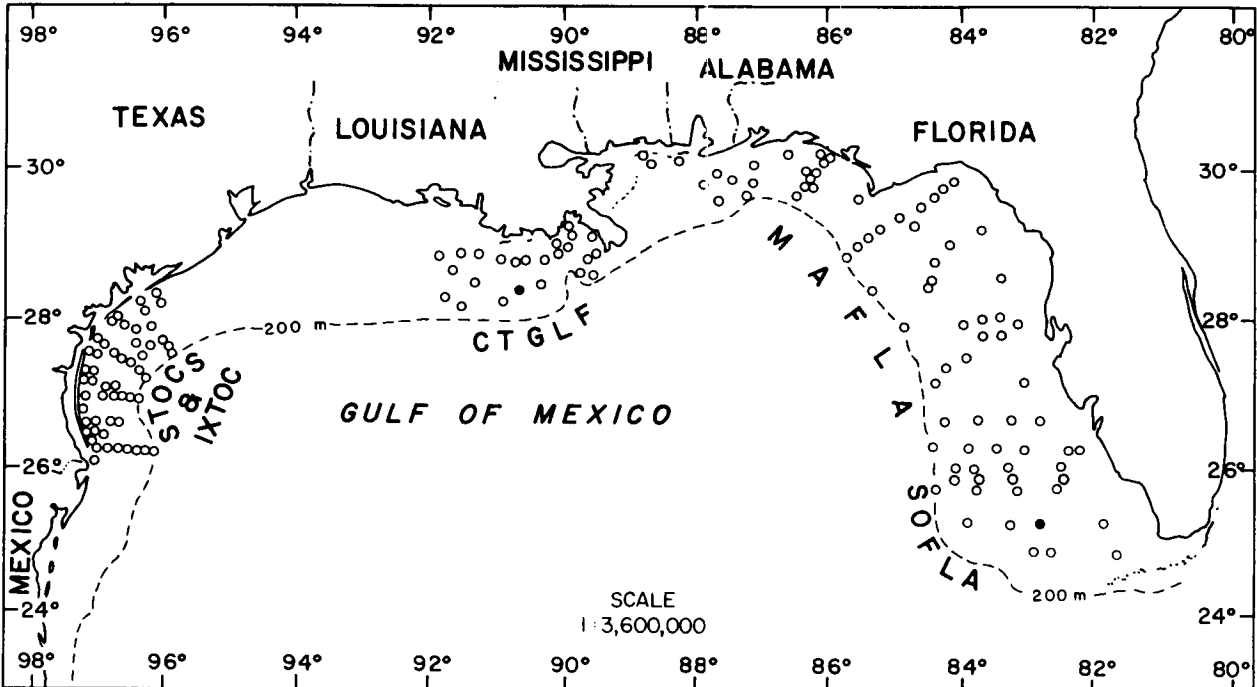 98° 96° 94° 92° 90° 88° 86° 84° 82° 80°
MISSISSIPPI
ALABAMA
TEXAS
LOUISIANA
FLORIDA
30° 30°
28° 28°
200 m
CTGLF
MAFLA
STOCS
&
IXTOC
GULF OF MEXICO
26° 26°
SOFLA
MEXICO
200 m
SCALE
1:3,600,000
24° 24°
98° 96° 94° 92° 90° 88° 86° 84° 82° 80°